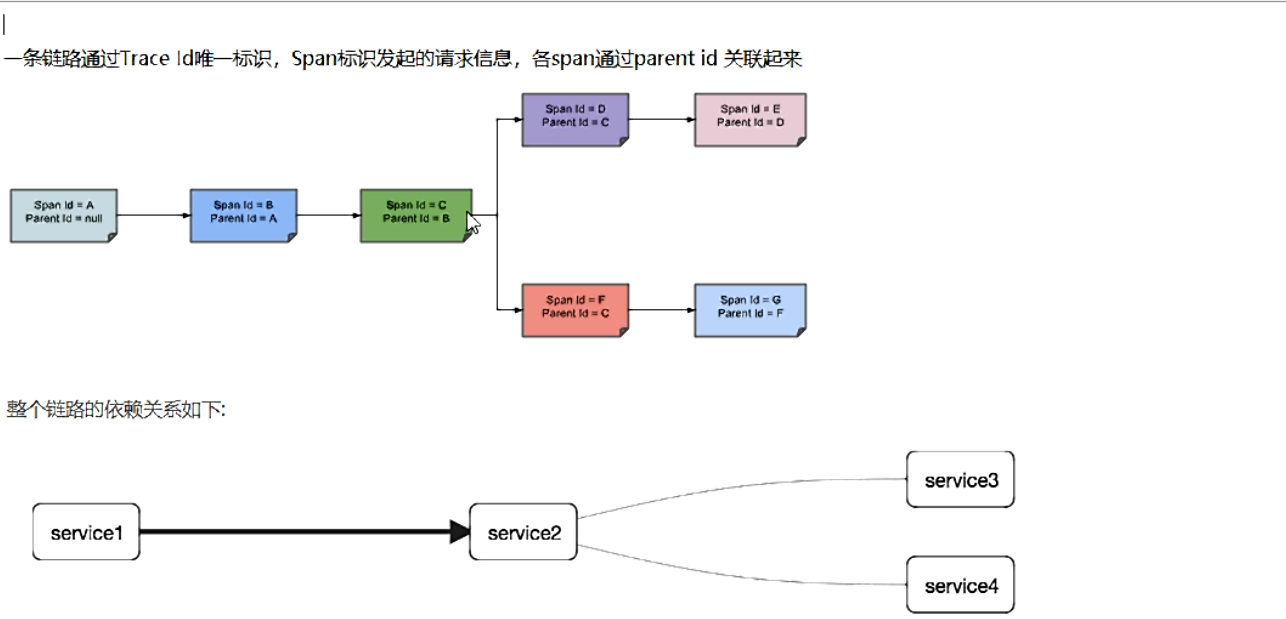 一条链路通过Trace Id唯一标识，Span标识发起的请求信息，各span通过parent id 关联起来
Span Id = A
Parent Id = null
Span Id = B
Parent Id = A
Span Id = C
Parent Id = B
Span Id = D
Parent Id = C
Span Id = E
Parent Id = D
Span Id = F
Parent Id = C
Span Id = G
Parent Id = F
整个链路的依赖关系如下:
service1
service2
service3
service4